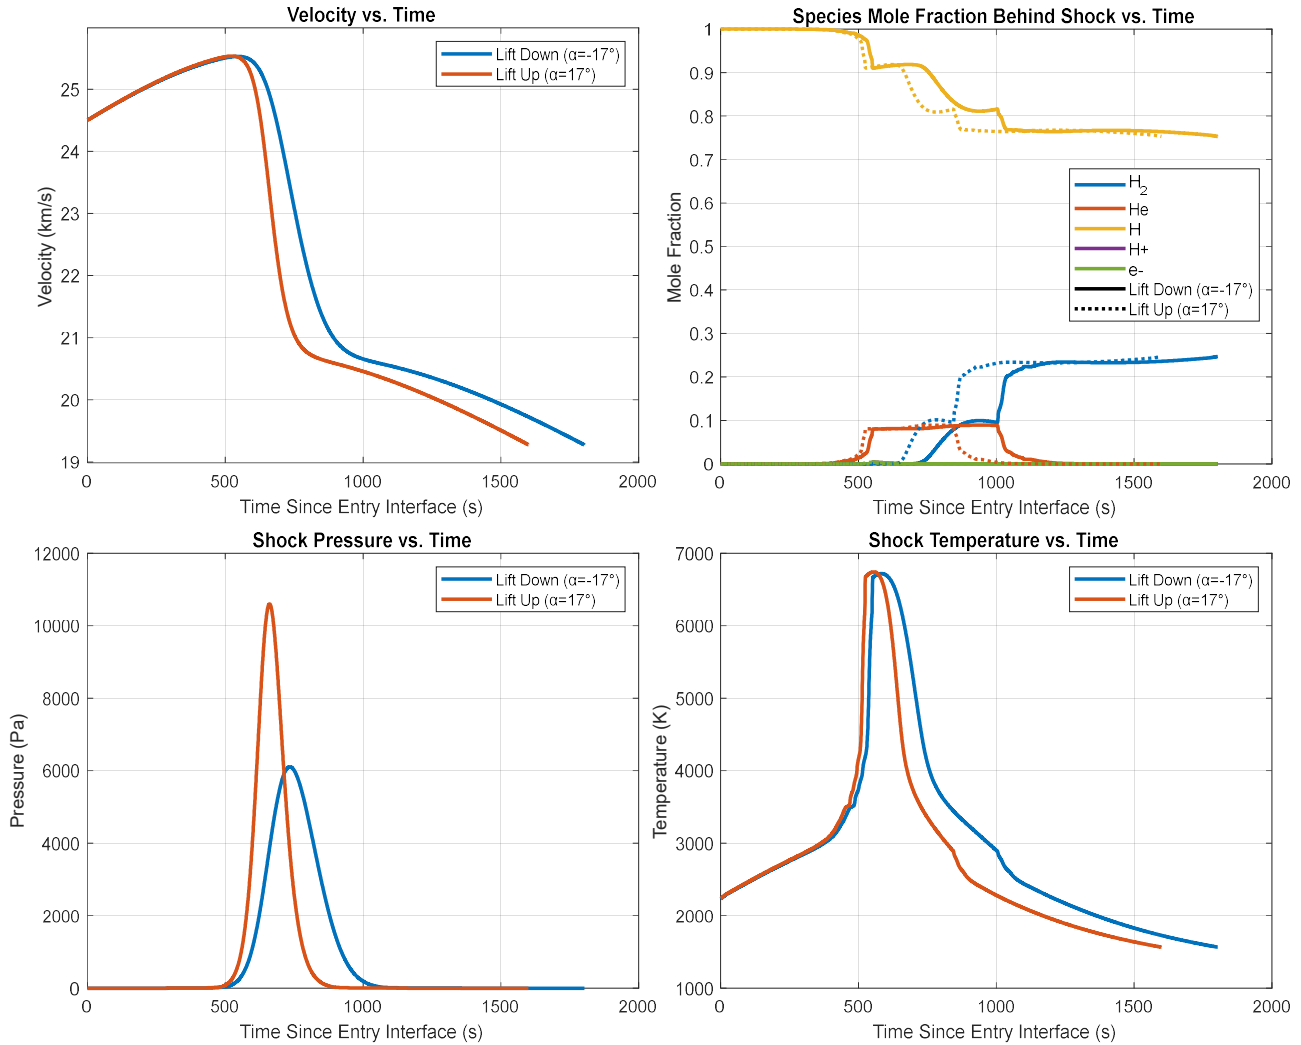 Velocity vs. Time
Velocity (km/s)
25
24
23
22
21
20
19
0
500
1000
1500
2000
Time Since Entry Interface (s)
Lift Down (α=-17°)
Lift Up (α=17°)
Species Mole Fraction Behind Shock vs. Time
Mole Fraction
1
0.9
0.8
0.7
0.6
0.5
0.4
0.3
0.2
0.1
0
0
500
1000
1500
2000
Time Since Entry Interface (s)
H2
He
H
H+
e-
Lift Down (α=-17°)
Lift Up (α=17°)
Shock Pressure vs. Time
Pressure (Pa)
12000
10000
8000
6000
4000
2000
0
0
500
1000
1500
2000
Time Since Entry Interface (s)
Lift Down (α=-17°)
Lift Up (α=17°)
Shock Temperature vs. Time
Temperature (K)
7000
6000
5000
4000
3000
2000
1000
0
500
1000
1500
2000
Time Since Entry Interface (s)
Lift Down (α=-17°)
Lift Up (α=17°)